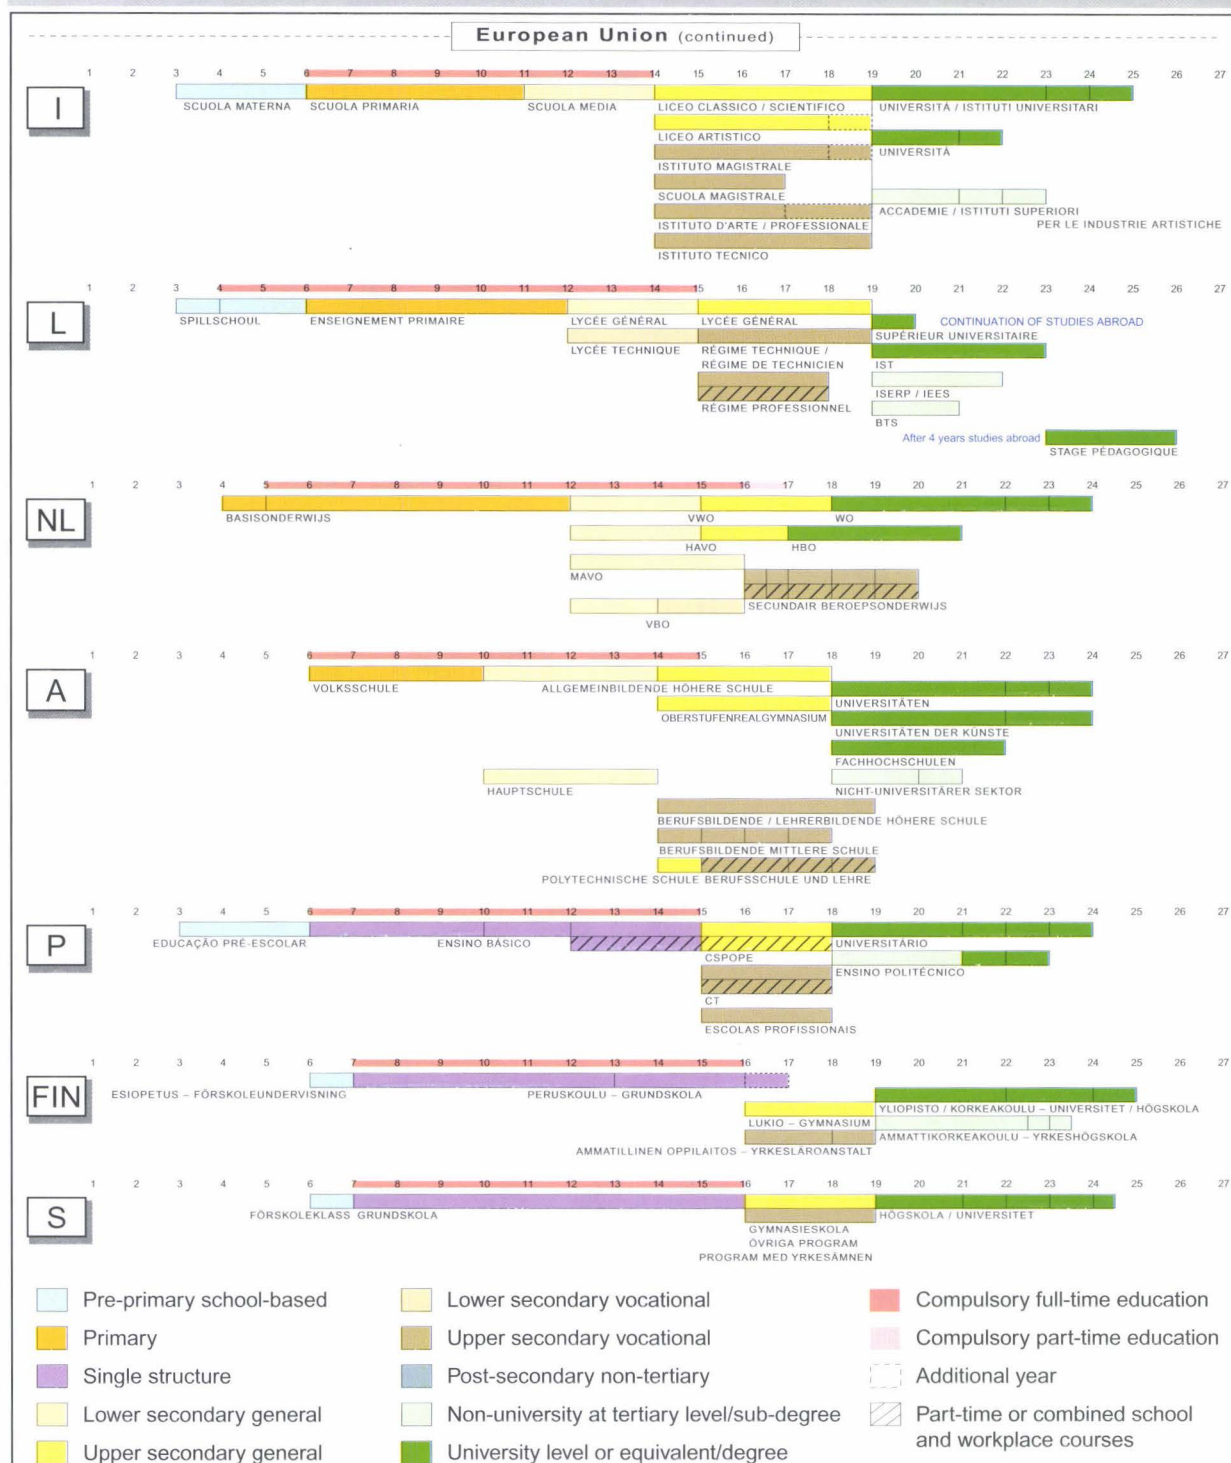 European Union (continued)
1 2 3 4 5 6 7 8 9 10 11 12 13 14 15 16 17 18 19 20 21 22 23 24 25 26 27
I
SCUOLA MATERNA SCUOLA PRIMARIA SCUOLA MEDIA LICEO CLASSICO / SCIENTIFICO UNIVERSITÁ / ISTITUTI UNIVERSITARI
LICEO ARTISTICO
UNIVERSITÁ
ISTITUTO MAGISTRALE
SCUOLA MAGISTRALE
ACCADEMIE / ISTITUTI SUPERIORI
PER LE INDUSTRIE ARTISTICHE
ISTITUTO D'ARTE / PROFESSIONALE
ISTITUTO TECNICO
1 2 3 4 5 6 7 8 9 10 11 12 13 14 15 16 17 18 19 20 21 22 23 24 25 26 27
L
SPILLSCHOUL ENSEIGNEMENT PRIMAIRE LYCÉE GÉNÉRAL LYCÉE GÉNÉRAL CONTINUATION OF STUDIES ABROAD
SUPÉRIEUR UNIVERSITAIRE
LYCÉE TECHNIQUE RÉGIME TECHNIQUE /
RÉGIME DE TECHNICIEN
IST
ISERP / IEES
RÉGIME PROFESSIONNEL
BTS
After 4 years studies abroad
STAGE PÉDAGOGIQUE
1 2 3 4 5 6 7 8 9 10 11 12 13 14 15 16 17 18 19 20 21 22 23 24 25 26 27
NL
BASISONDERWIJS VWO WO
HAVO HBO
MAVO
SECUNDAIR BEROEPSONDERWIJS
VBO
1 2 3 4 5 6 7 8 9 10 11 12 13 14 15 16 17 18 19 20 21 22 23 24 25 26 27
A
VOLKSSCHULE ALLGEMEINBILDENDE HÖHERE SCHULE
UNIVERSITÄTEN
OBERSTUFENREALGYMNASIUM
UNIVERSITÄTEN DER KÜNSTE
FACHHOCHSCHULEN
HAUPTSCHULE NICHT-UNIVERSITÄRER SEKTOR
BERUFSBILDENDE / LEHRERBILDENDE HÖHERE SCHULE
BERUFSBILDENDE MITTLERE SCHULE
POLYTECHNISCHE SCHULE BERUFSSCHULE UND LEHRE
1 2 3 4 5 6 7 8 9 10 11 12 13 14 15 16 17 18 19 20 21 22 23 24 25 26 27
P
EDUCAÇÃO PRÉ-ESCOLAR ENSINO BÁSICO UNIVERSITÁRIO
CSPOPE
ENSINO POLITÉCNICO
CT
ESCOLAS PROFISSIONAIS
1 2 3 4 5 6 7 8 9 10 11 12 13 14 15 16 17 18 19 20 21 22 23 24 25 26 27
FIN
ESIOPETUS – FÖRSKOLEUNDERVISNING PERUSKOULU – GRUNDSKOLA
YLIOPISTO / KORKEAKOULU – UNIVERSITET / HÖGSKOLA
LUKIO – GYMNASIUM
AMMATTIKORKEAKOULU – YRKESHÖGSKOLA
AMMATILLINEN OPPILAITOS – YRKESLÄROANSTALT
1 2 3 4 5 6 7 8 9 10 11 12 13 14 15 16 17 18 19 20 21 22 23 24 25 26 27
S
FÖRSKOLEKLASS GRUNDSKOLA HÖGSKOLA / UNIVERSITET
GYMNASIESKOLA
ÖVRIGA PROGRAM
PROGRAM MED YRKESÄMNEN
Pre-primary school-based
Primary
Single structure
Lower secondary general
Upper secondary general
Lower secondary vocational
Upper secondary vocational
Post-secondary non-tertiary
Non-university at tertiary level/sub-degree
University level or equivalent/degree
Compulsory full-time education
Compulsory part-time education
Additional year
Part-time or combined school
and workplace courses